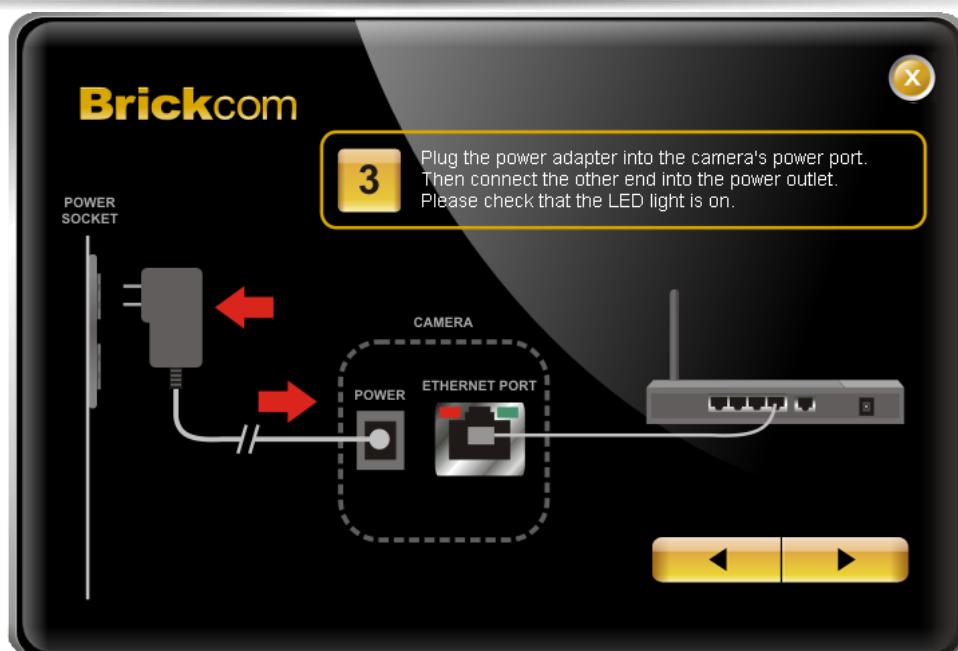 Brickcom
X
3
Plug the power adapter into the camera's power port.
Then connect the other end into the power outlet.
Please check that the LED light is on.
POWER
SOCKET
CAMERA
POWER
ETHERNET PORT